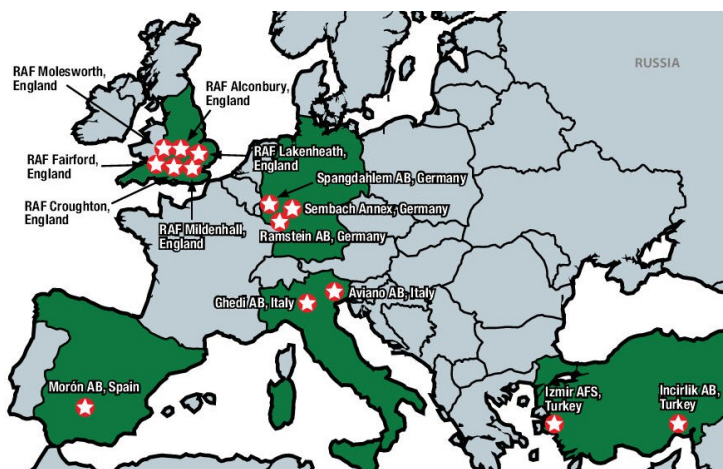 RUSSIA
RAF Molesworth,
England
RAF Alconbury,
England
RAF Fairford,
England
RAF Lakenheath,
England
RAF Croughton,
England
RAF Mildenhall,
England
Spangdahlem AB, Germany
Sembach Annex, Germany
Ramstein AB, Germany
Ghedi AB, Italy
Aviano AB, Italy
Morón AB, Spain
Izmir AFS,
Turkey
Incirlik AB,
Turkey